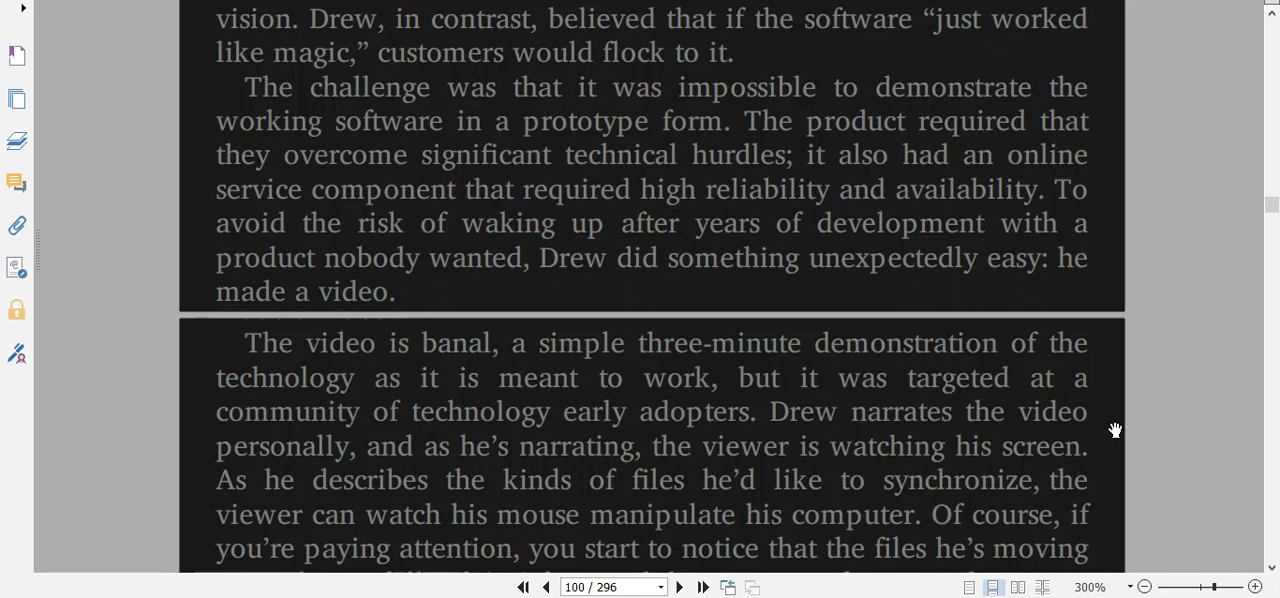 vision. Drew, in contrast, believed that if the software “just worked
like magic,” customers would flock to it.
The challenge was that it was impossible to demonstrate the
working software in a prototype form. The product required that
they overcome significant technical hurdles; it also had an online
service component that required high reliability and availability. To
avoid the risk of waking up after years of development with a
product nobody wanted, Drew did something unexpectedly easy: he
made a video.
The video is banal, a simple three-minute demonstration of the
technology as it is meant to work, but it was targeted at a
community of technology early adopters. Drew narrates the video
personally, and as he’s narrating, the viewer is watching his screen.
As he describes the kinds of files he’d like to synchronize, the
viewer can watch his mouse manipulate his computer. Of course, if
you’re paying attention, you start to notice that the files he’s moving
100 / 296
300%